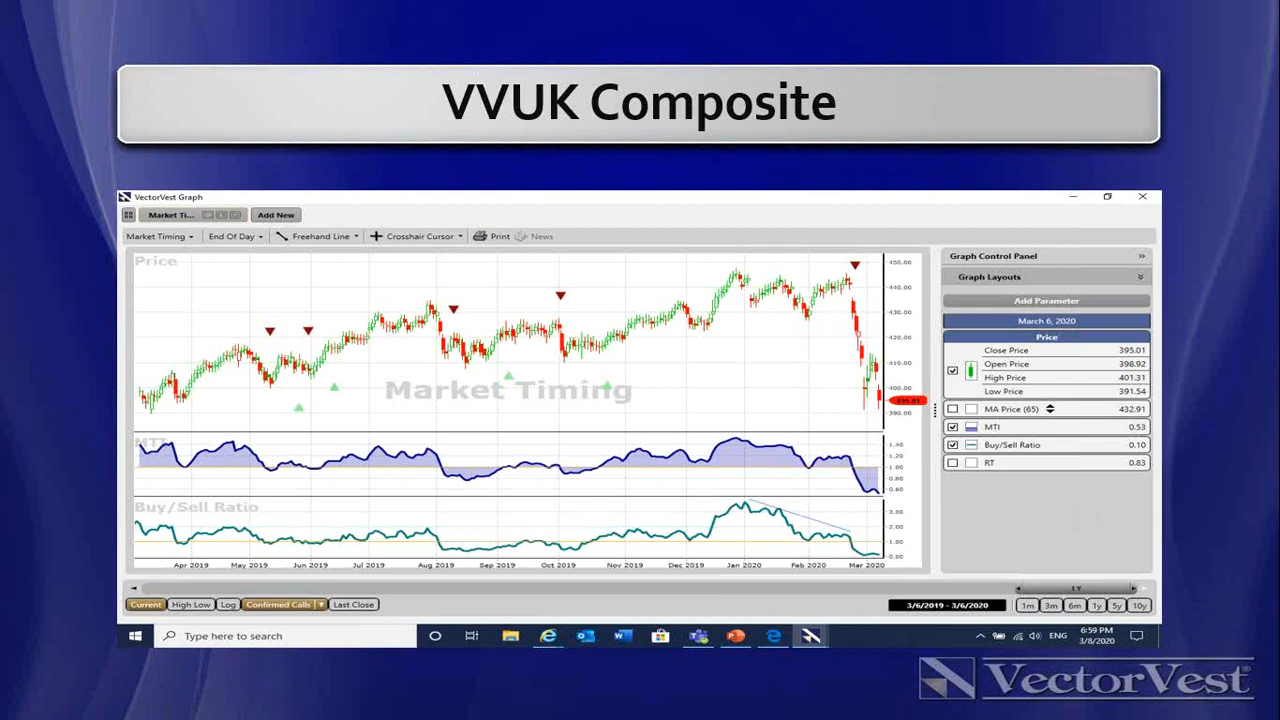 VVUK Composite
VectorVest Graph
Market Ti...
Add New
Market Timing
End Of Day
Freehand Line
Crosshair Cursor
Print
News
Price
450.00
440.00
430.00
420.00
410.00
400.00
395.01
390.00
Market Timing
MTI
1.40
1.20
1.00
0.80
0.60
Buy/Sell Ratio
3.00
2.00
1.00
0.00
Apr 2019 May 2019 Jun 2019 Jul 2019 Aug 2019 Sep 2019 Oct 2019 Nov 2019 Dec 2019 Jan 2020 Feb 2020 Mar 2020
Graph Control Panel
Graph Layouts
Add Parameter
March 6, 2020
Price
Close Price 395.01
Open Price 398.92
High Price 401.31
Low Price 391.54
MA Price (65) 432.91
MTI 0.53
Buy/Sell Ratio 0.10
RT 0.83
1Y
Current High Low Log Confirmed Calls Last Close
3/6/2019 - 3/6/2020
1m 3m 6m 1y 5y 10y
Type here to search
ENG
6:59 PM
3/8/2020
VectorVest